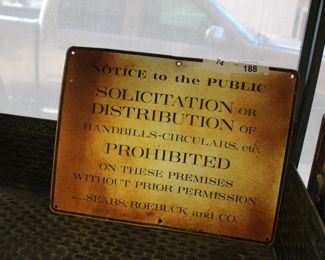 188
NOTICE to the PUBLIC
SOLICITATION OR
DISTRIBUTION OF
HANDBILLS-CIRCULARS, etc,
PROHIBITED
ON THESE PREMISES
WITHOUT PRIOR PERMISSION
....SEARS, ROEBUCK and CO.